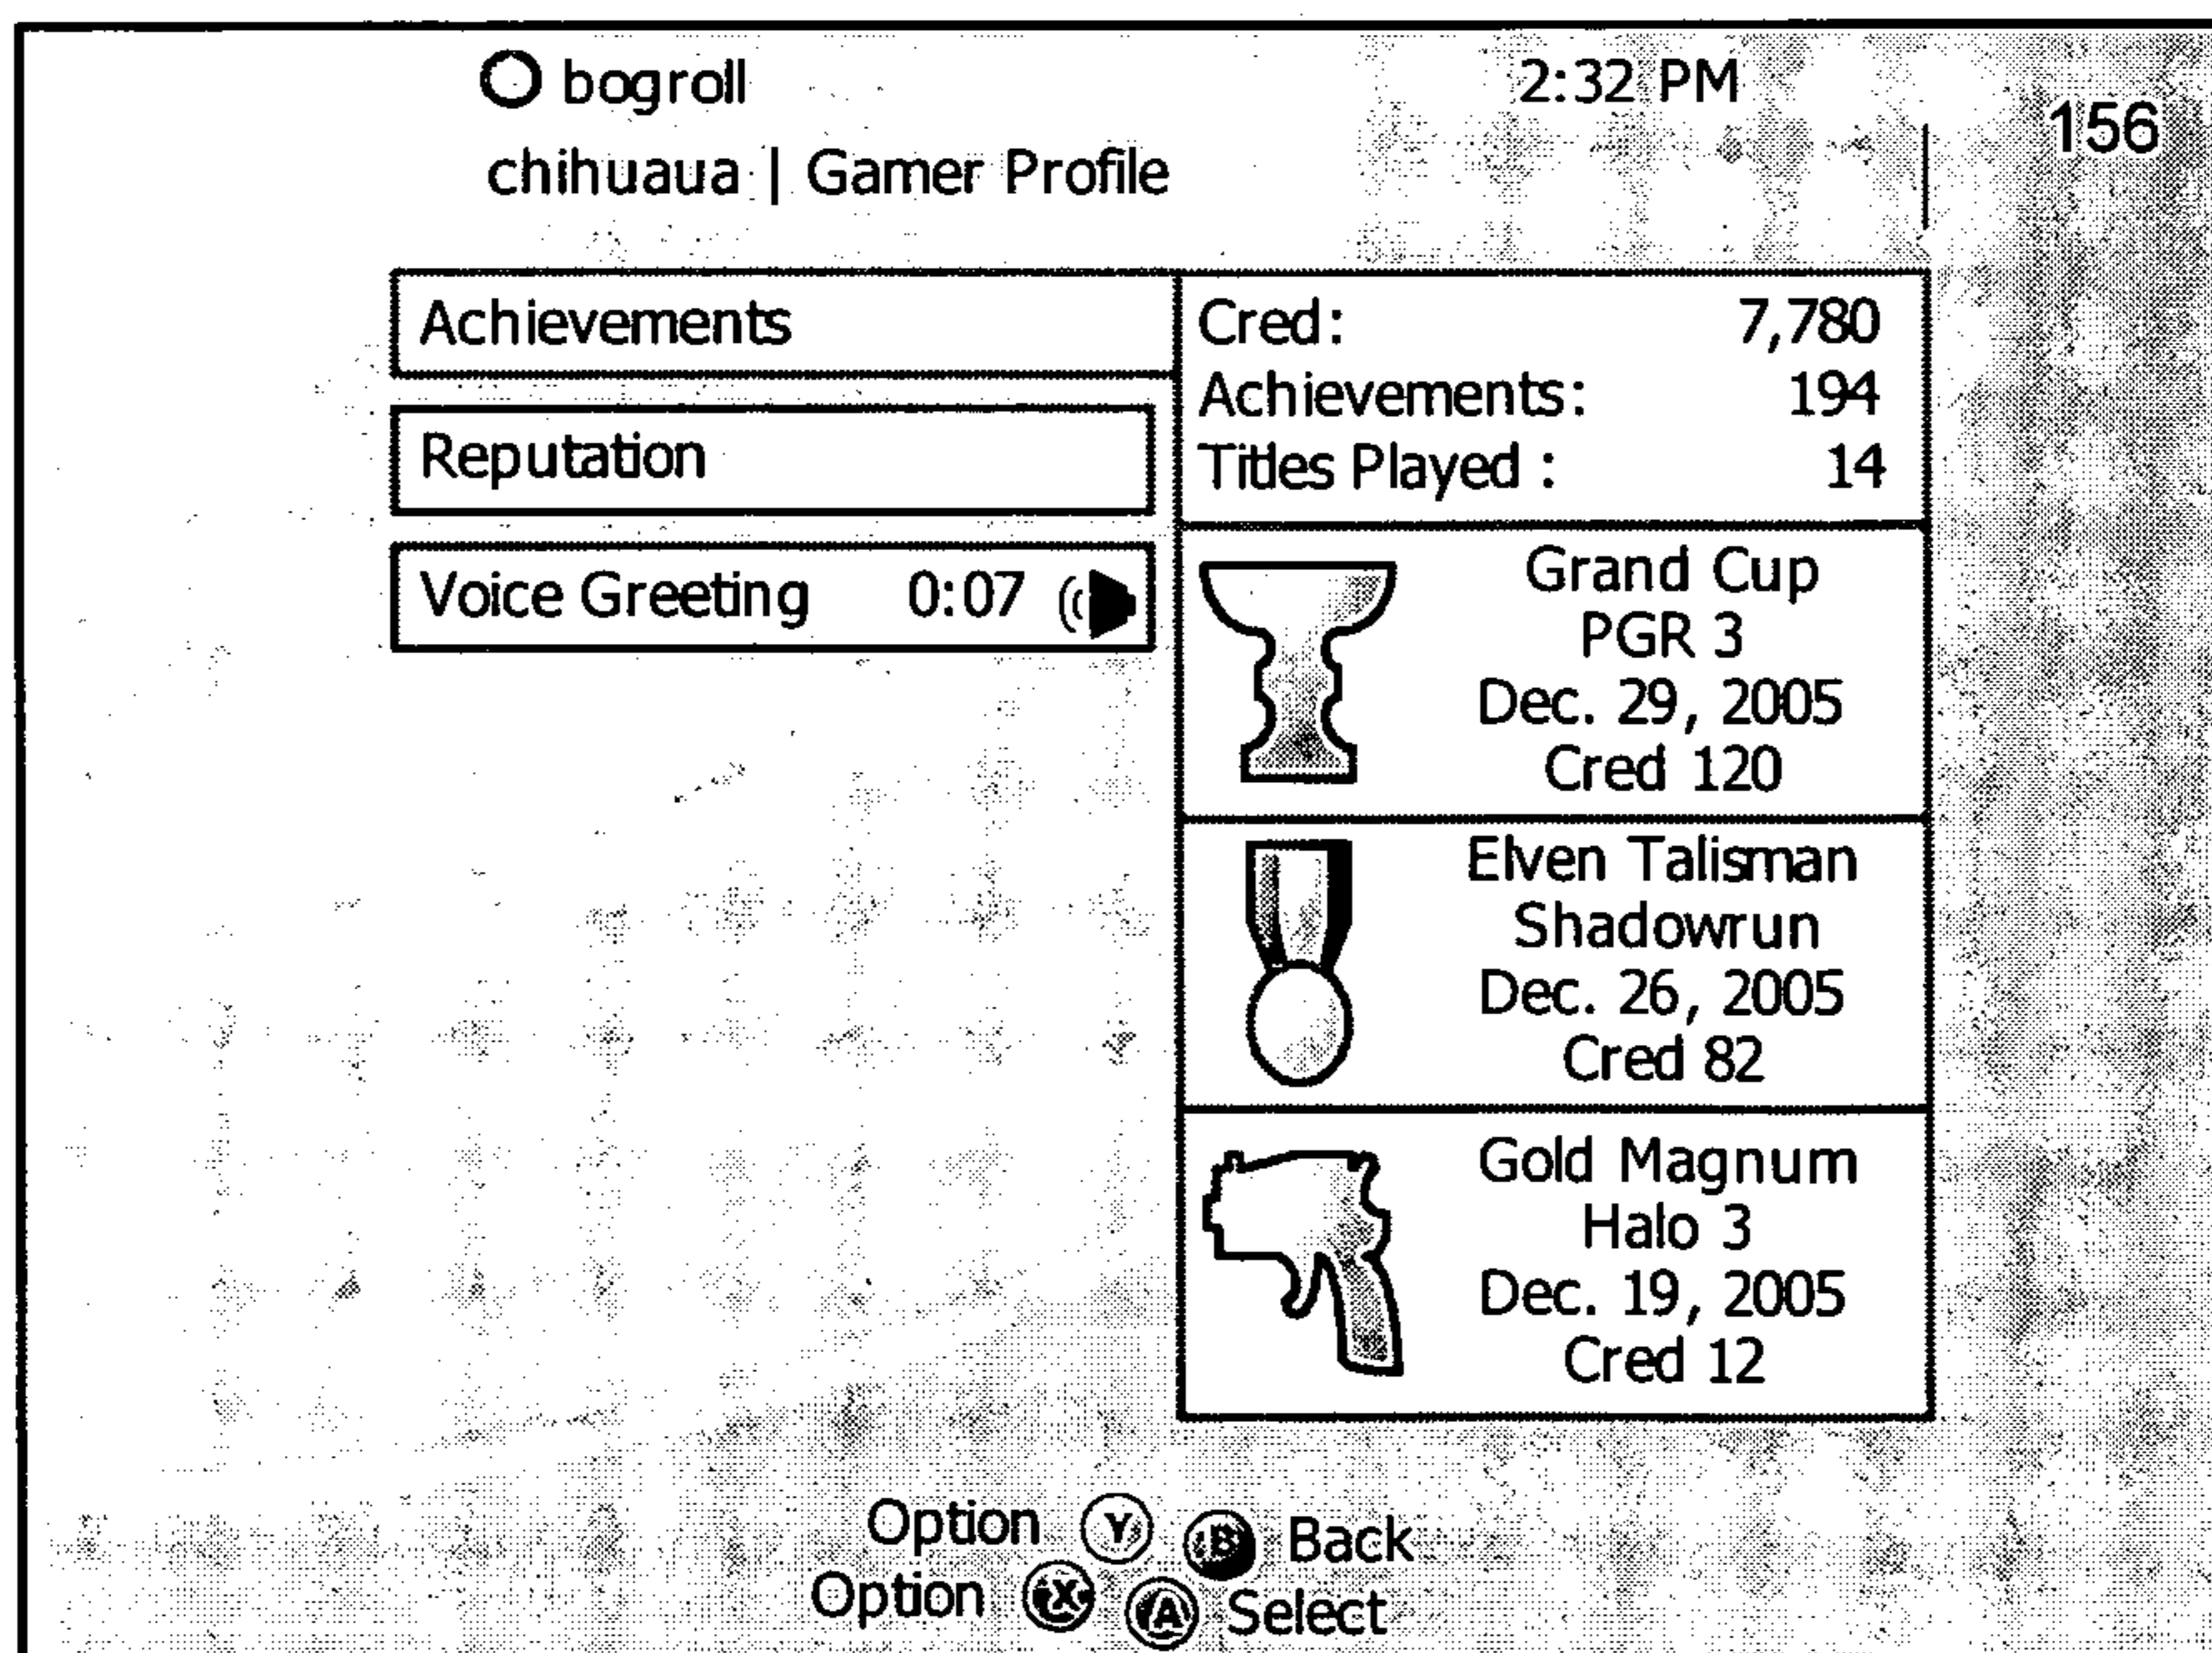 bogroll
2:32 PM
156
chihuaua | Gamer Profile
Achievements
Reputation
Voice Greeting 0:07
Cred: 7,780
Achievements: 194
Titles Played : 14
Grand Cup
PGR 3
Dec. 29, 2005
Cred 120
Elven Talisman
Shadowrun
Dec. 26, 2005
Cred 82
Gold Magnum
Halo 3
Dec. 19, 2005
Cred 12
Option Y B Back
Option X A Select